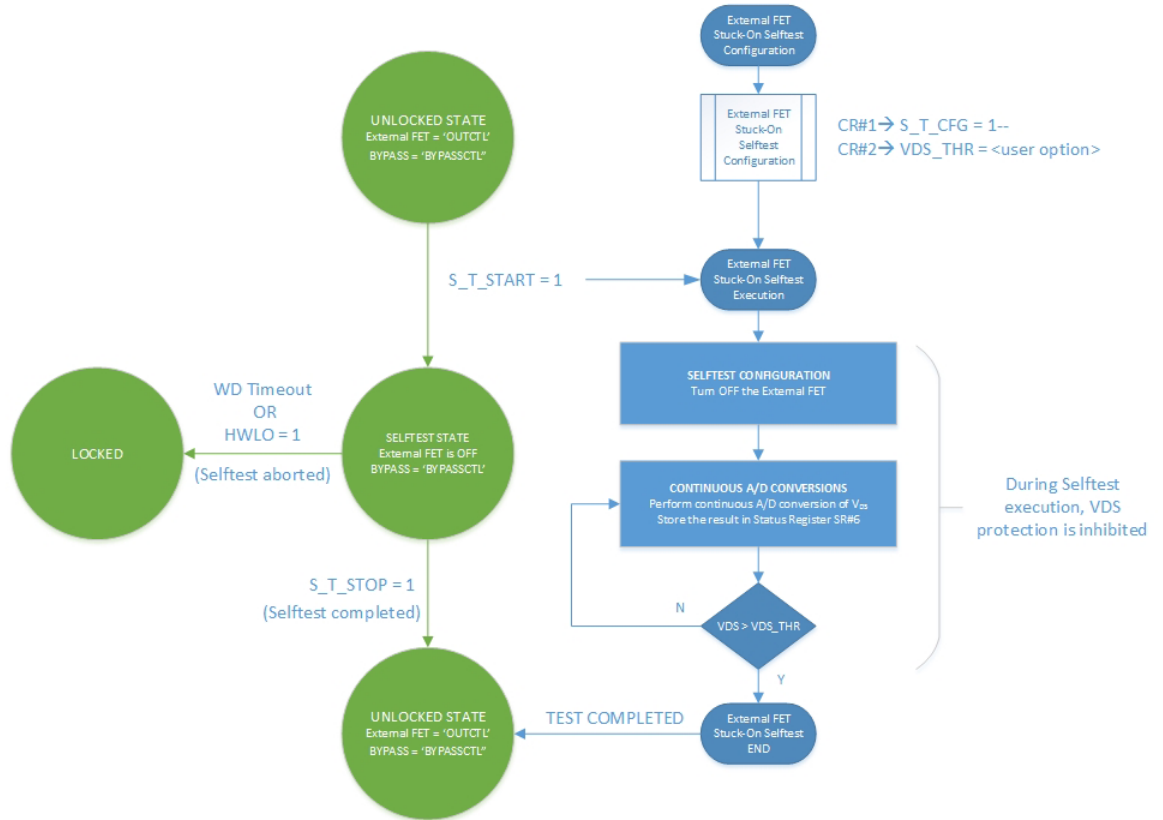 External FET
Stuck-On Selftest
Configuration
UNLOCKED STATE
External FET = 'OUTCTL'
BYPASS = 'BYPASSCTL"
External FET
Stuck-On
Selftest
Configuration
CR#1→ S_T_CFG = 1--
CR#2→ VDS_THR = <user option>
S_T_START = 1
External FET
Stuck-On Selftest
Execution
SELFTEST CONFIGURATION
Turn OFF the External FET
WD Timeout
OR
HWLO = 1
(Selftest aborted)
LOCKED
SELFTEST STATE
External FET is OFF
BYPASS = 'BYPASSCTL'
CONTINUOUS A/D CONVERSIONS
Perform continuous A/D conversion of VDS
Store the result in Status Register SR#6
During Selftest
execution, VDS
protection is inhibited
S_T_STOP = 1
(Selftest completed)
N
VDS > VDS_THR
Y
UNLOCKED STATE
External FET = 'OUTCTL'
BYPASS = 'BYPASSCTL"
TEST COMPLETED
External FET
Stuck-On Selftest
END